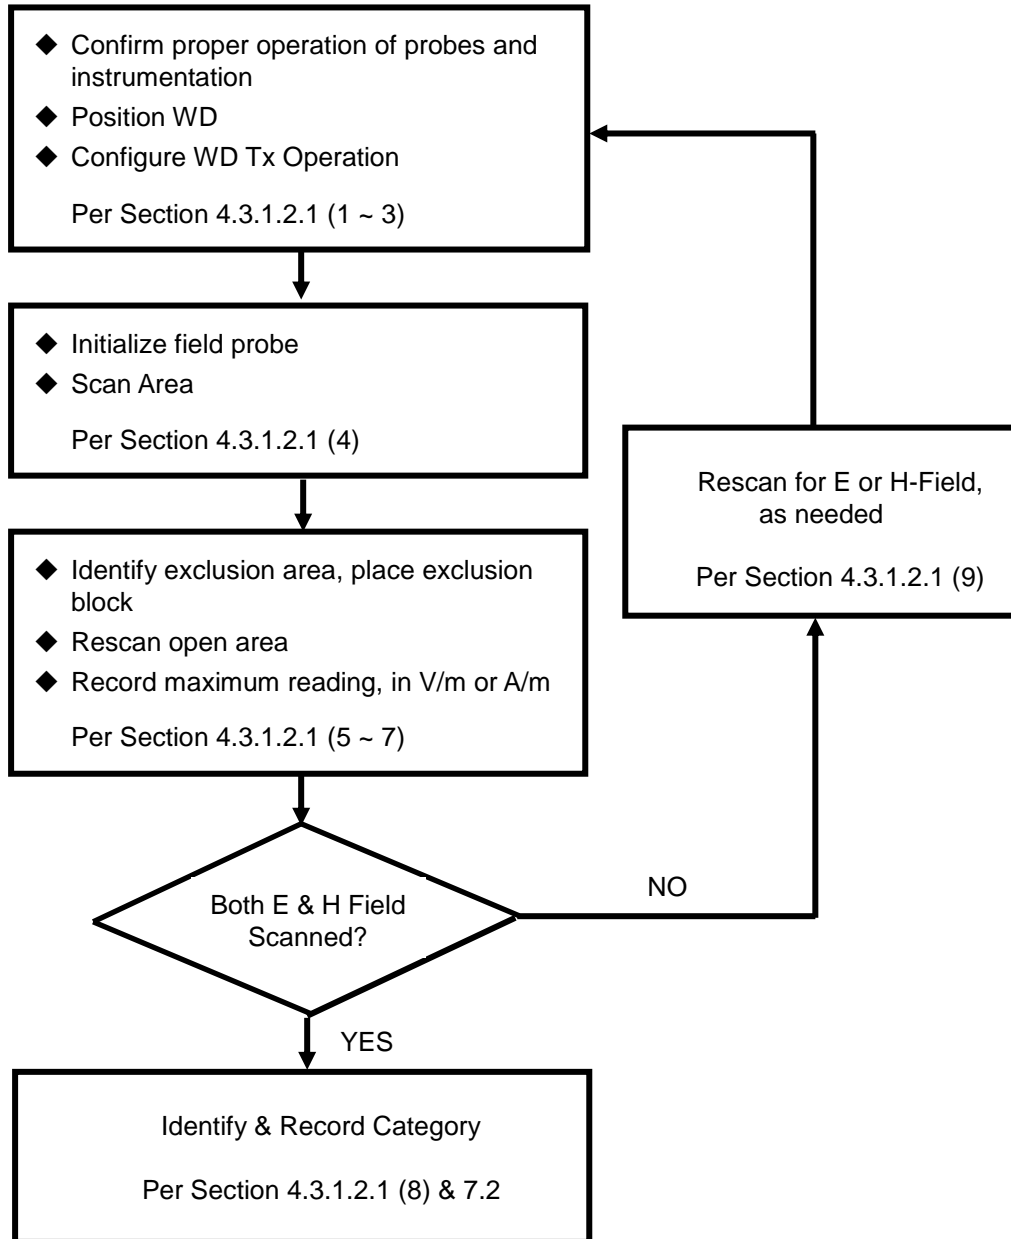 ◆ Confirm proper operation of probes and
instrumentation
◆ Position WD
◆ Configure WD Tx Operation
Per Section 4.3.1.2.1 (1 ~ 3)
◆ Initialize field probe
◆ Scan Area
Per Section 4.3.1.2.1 (4)
Rescan for E or H-Field,
as needed
Per Section 4.3.1.2.1 (9)
◆ Identify exclusion area, place exclusion
block
◆ Rescan open area
◆ Record maximum reading, in V/m or A/m
Per Section 4.3.1.2.1 (5 ~ 7)
Both E & H Field
Scanned?
NO
YES
Identify & Record Category
Per Section 4.3.1.2.1 (8) & 7.2